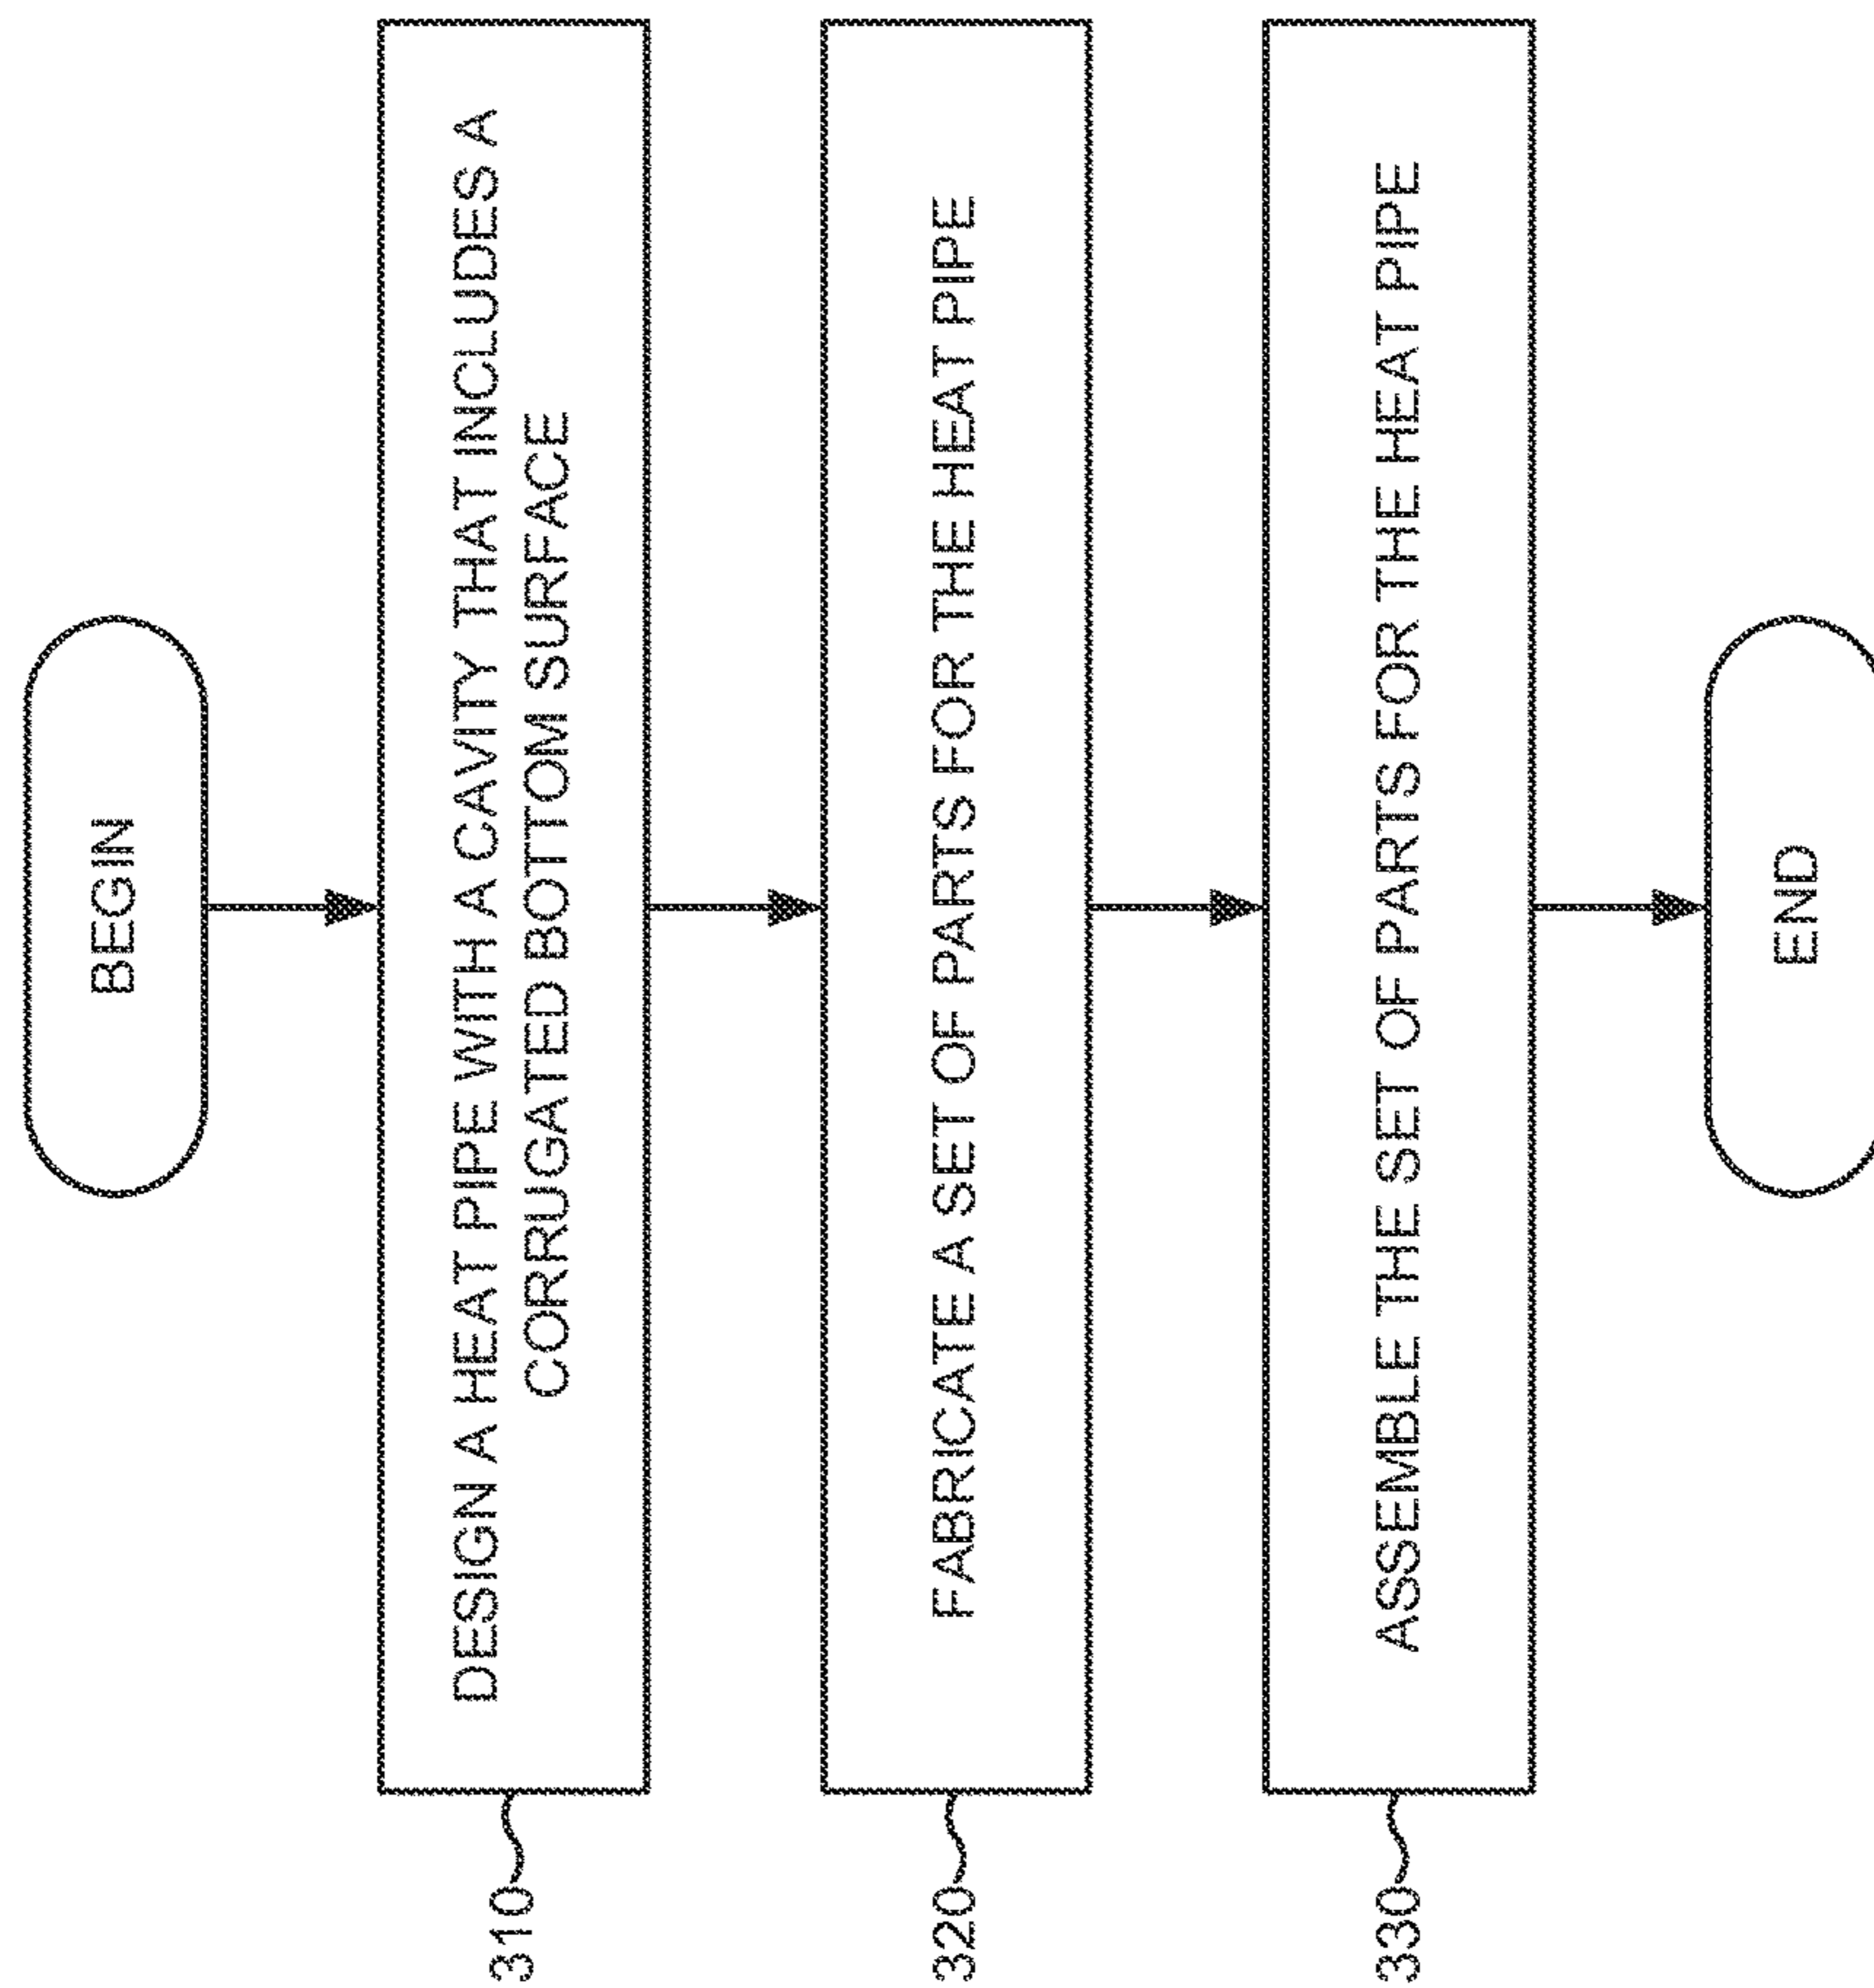 BEGIN
310
DESIGN A HEAT PIPE WITH A CAVITY THAT INCLUDES A
CORRUGATED BOTTOM SURFACE
320
FABRICATE A SET OF PARTS FOR THE HEAT PIPE
330
ASSEMBLE THE SET OF PARTS FOR THE HEAT PIPE
END